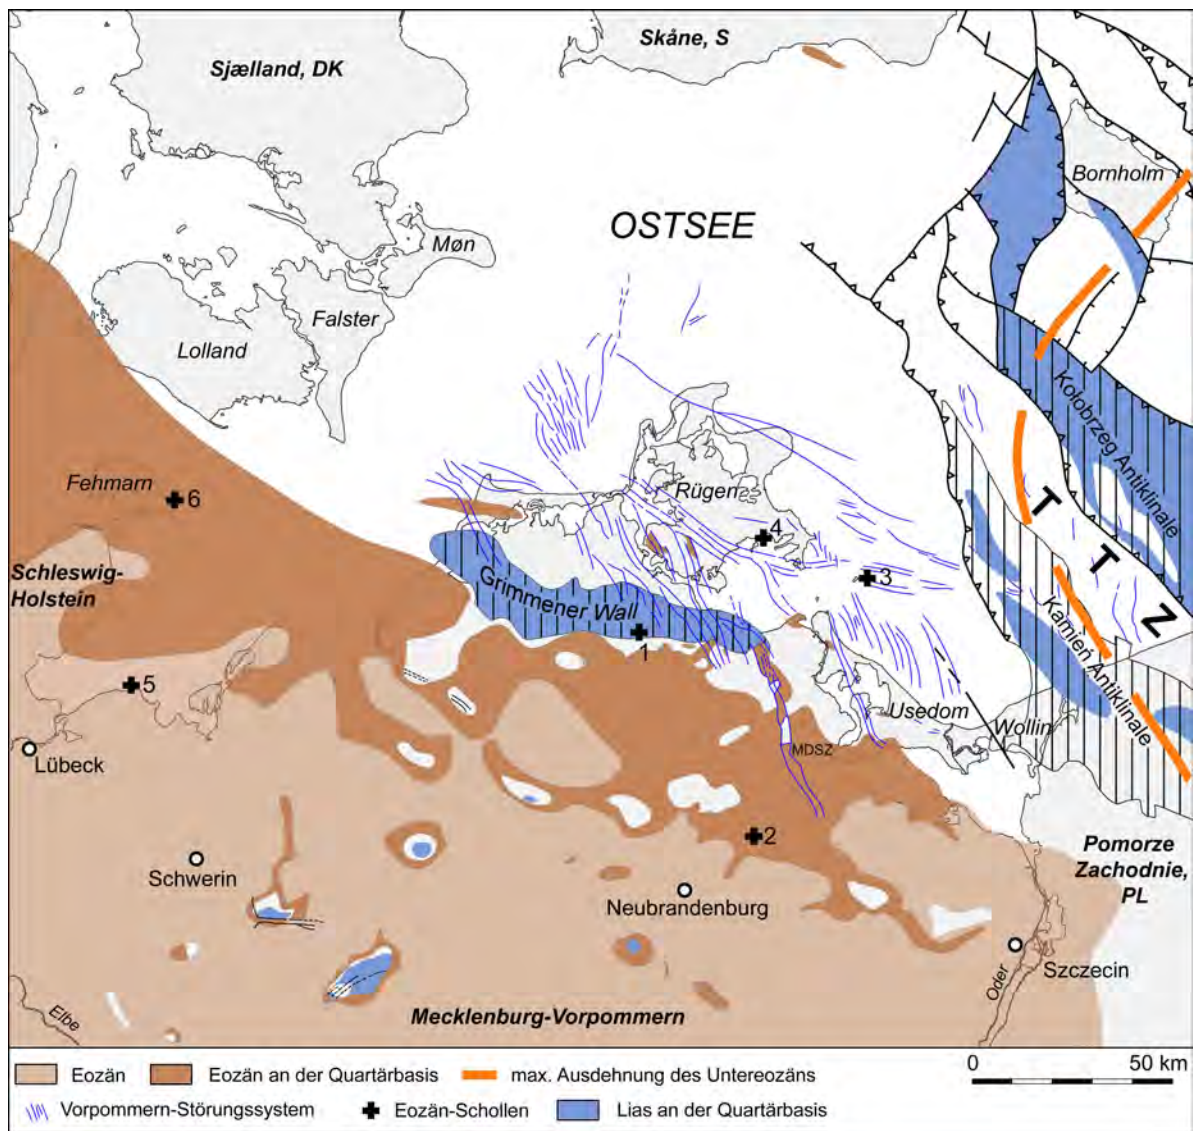 Skåne, S
Sjælland, DK
Bornholm
OSTSEE
Møn
Falster
Lolland
Kołobrzeg Antiklinale
Fehmarn
6
Rügen
4
T
T
Z
3
Schleswig-
Holstein
Grimmener Wall
1
Kamień Antiklinale
5
Usedom
Wollin
MDSZ
Lübeck
2
Schwerin
Pomorze
Zachodnie,
PL
Neubrandenburg
Szczecin
Oder
Elbe
Mecklenburg-Vorpommern
0 50 km
Eozän
Eozän an der Quartärbasis
max. Ausdehnung des Untereozäns
Vorpommern-Störungssystem
Eozän-Schollen
Lias an der Quartärbasis